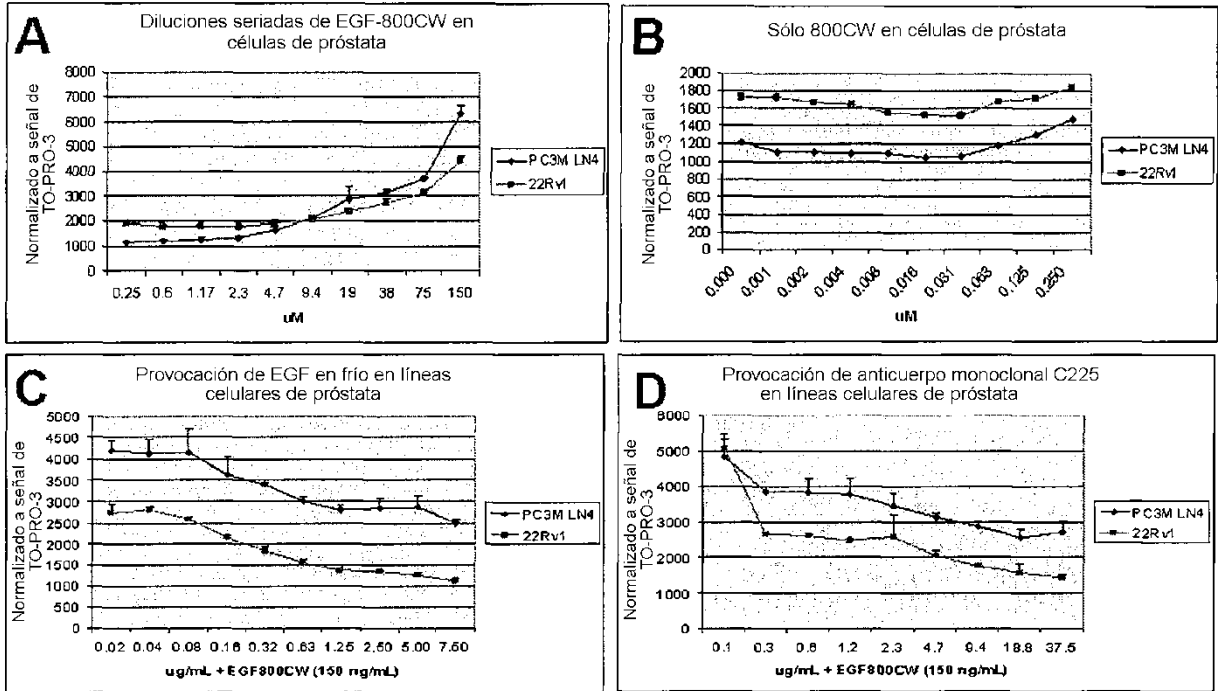 A
Diluciones seriadas de EGF-800CW en
células de próstata
Normalizado a señal de
TO-PRO-3
8000
7000
6000
5000
4000
3000
2000
1000
0
0.25 0.6 1.17 2.3 4.7 9.4 19 38 75 150
uM
PC3M LN4
22Rv1
B
Sólo 800CW en células de próstata
Normalizado a señal de
TO-PRO-3
2000
1800
1600
1400
1200
1000
800
600
400
200
0
0.000 0.001 0.002 0.004 0.006 0.016 0.031 0.063 0.125 0.250
uM
PC3M LN4
22Rv1
C
Provocación de EGF en frío en líneas
celulares de próstata
Normalizado a señal de
TO-PRO-3
5000
4500
4000
3500
3000
2500
2000
1500
1000
500
0
0.02 0.04 0.08 0.16 0.32 0.63 1.25 2.50 5.00 7.50
ug/mL + EGF800CW (150 ng/mL)
PC3M LN4
22Rv1
D
Provocación de anticuerpo monoclonal C225
en líneas celulares de próstata
Normalizado a señal de
TO-PRO-3
6000
5000
4000
3000
2000
1000
0
0.1 0.3 0.6 1.2 2.3 4.7 9.4 18.8 37.5
ug/mL + EGF800CW (150 ng/mL)
PC3M LN4
22Rv1